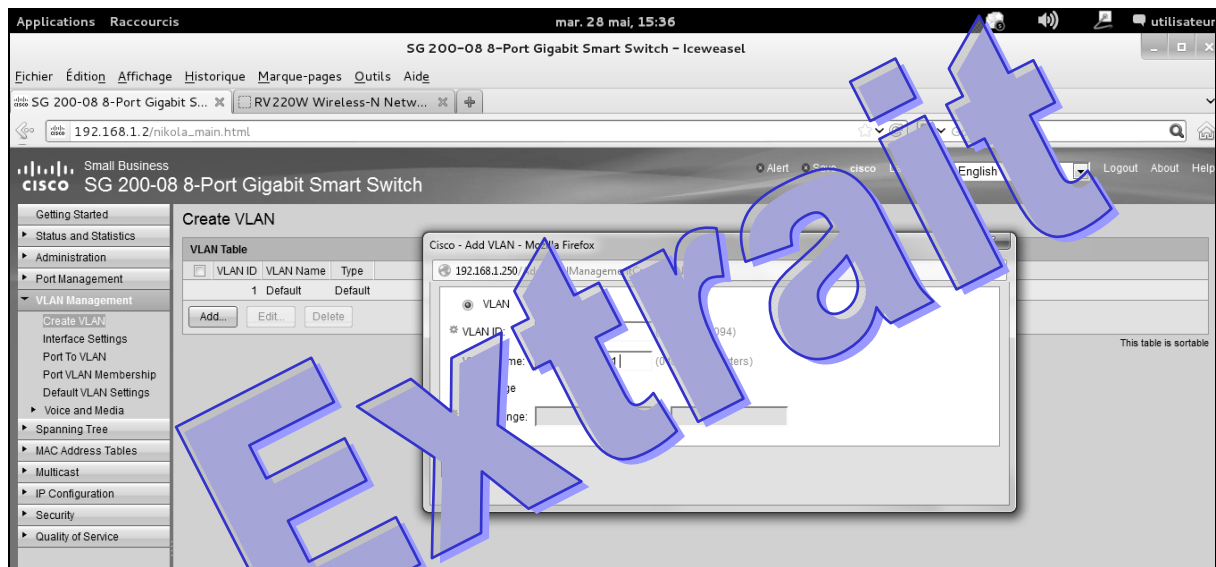 Applications Raccourcis mar. 28 mai, 15:36 utilisateur
SG 200-08 8-Port Gigabit Smart Switch - Iceweasel
Fichier Édition Affichage Historique Marque-pages Outils Aide
SG 200-08 8-Port Gigabit S... RV220W Wireless-N Netw...
192.168.1.2/nikola_main.html
Small Business
CISCO SG 200-08 8-Port Gigabit Smart Switch
Alert Save cisco English Logout About Help
Getting Started
Status and Statistics
Administration
Port Management
VLAN Management
Create VLAN
Interface Settings
Port To VLAN
Port VLAN Membership
Default VLAN Settings
Voice and Media
Spanning Tree
MAC Address Tables
Multicast
IP Configuration
Security
Quality of Service
Create VLAN
VLAN Table
VLAN ID VLAN Name Type
1 Default Default
Add... Edit... Delete
This table is sortable
Cisco - Add VLAN - Mozilla Firefox
192.168.1.250/
VLAN
VLAN ID:
Extrait